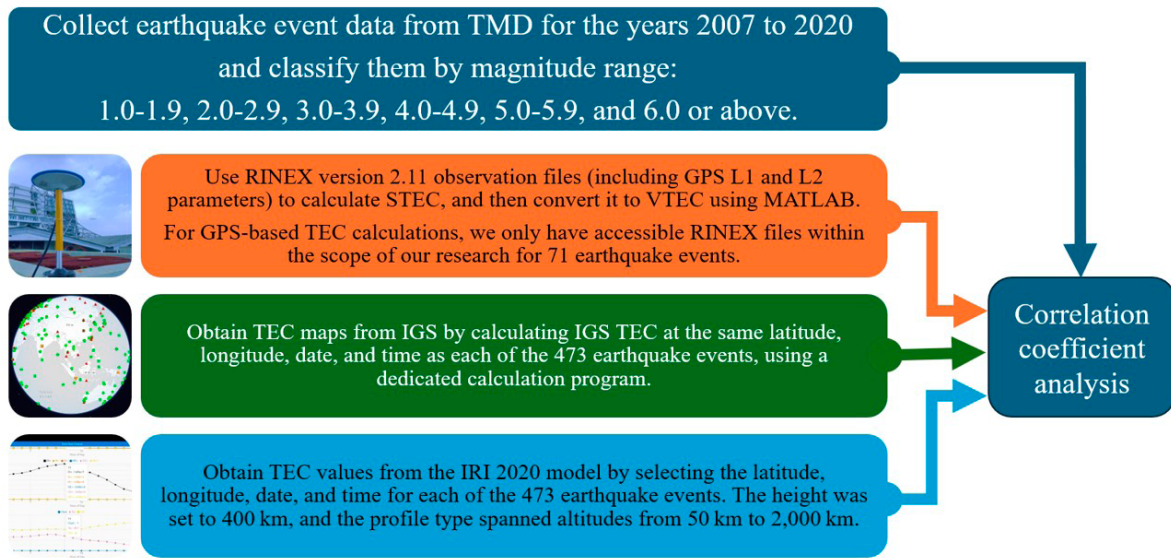 Collect earthquake event data from TMD for the years 2007 to 2020
and classify them by magnitude range:
1.0-1.9, 2.0-2.9, 3.0-3.9, 4.0-4.9, 5.0-5.9, and 6.0 or above.
Use RINEX version 2.11 observation files (including GPS L1 and L2
parameters) to calculate STEC, and then convert it to VTEC using MATLAB.
For GPS-based TEC calculations, we only have accessible RINEX files within
the scope of our research for 71 earthquake events.
Obtain TEC maps from IGS by calculating IGS TEC at the same latitude,
longitude, date, and time as each of the 473 earthquake events, using a
dedicated calculation program.
Obtain TEC values from the IRI 2020 model by selecting the latitude,
longitude, date, and time for each of the 473 earthquake events. The height was
set to 400 km, and the profile type spanned altitudes from 50 km to 2,000 km.
Correlation
coefficient
analysis